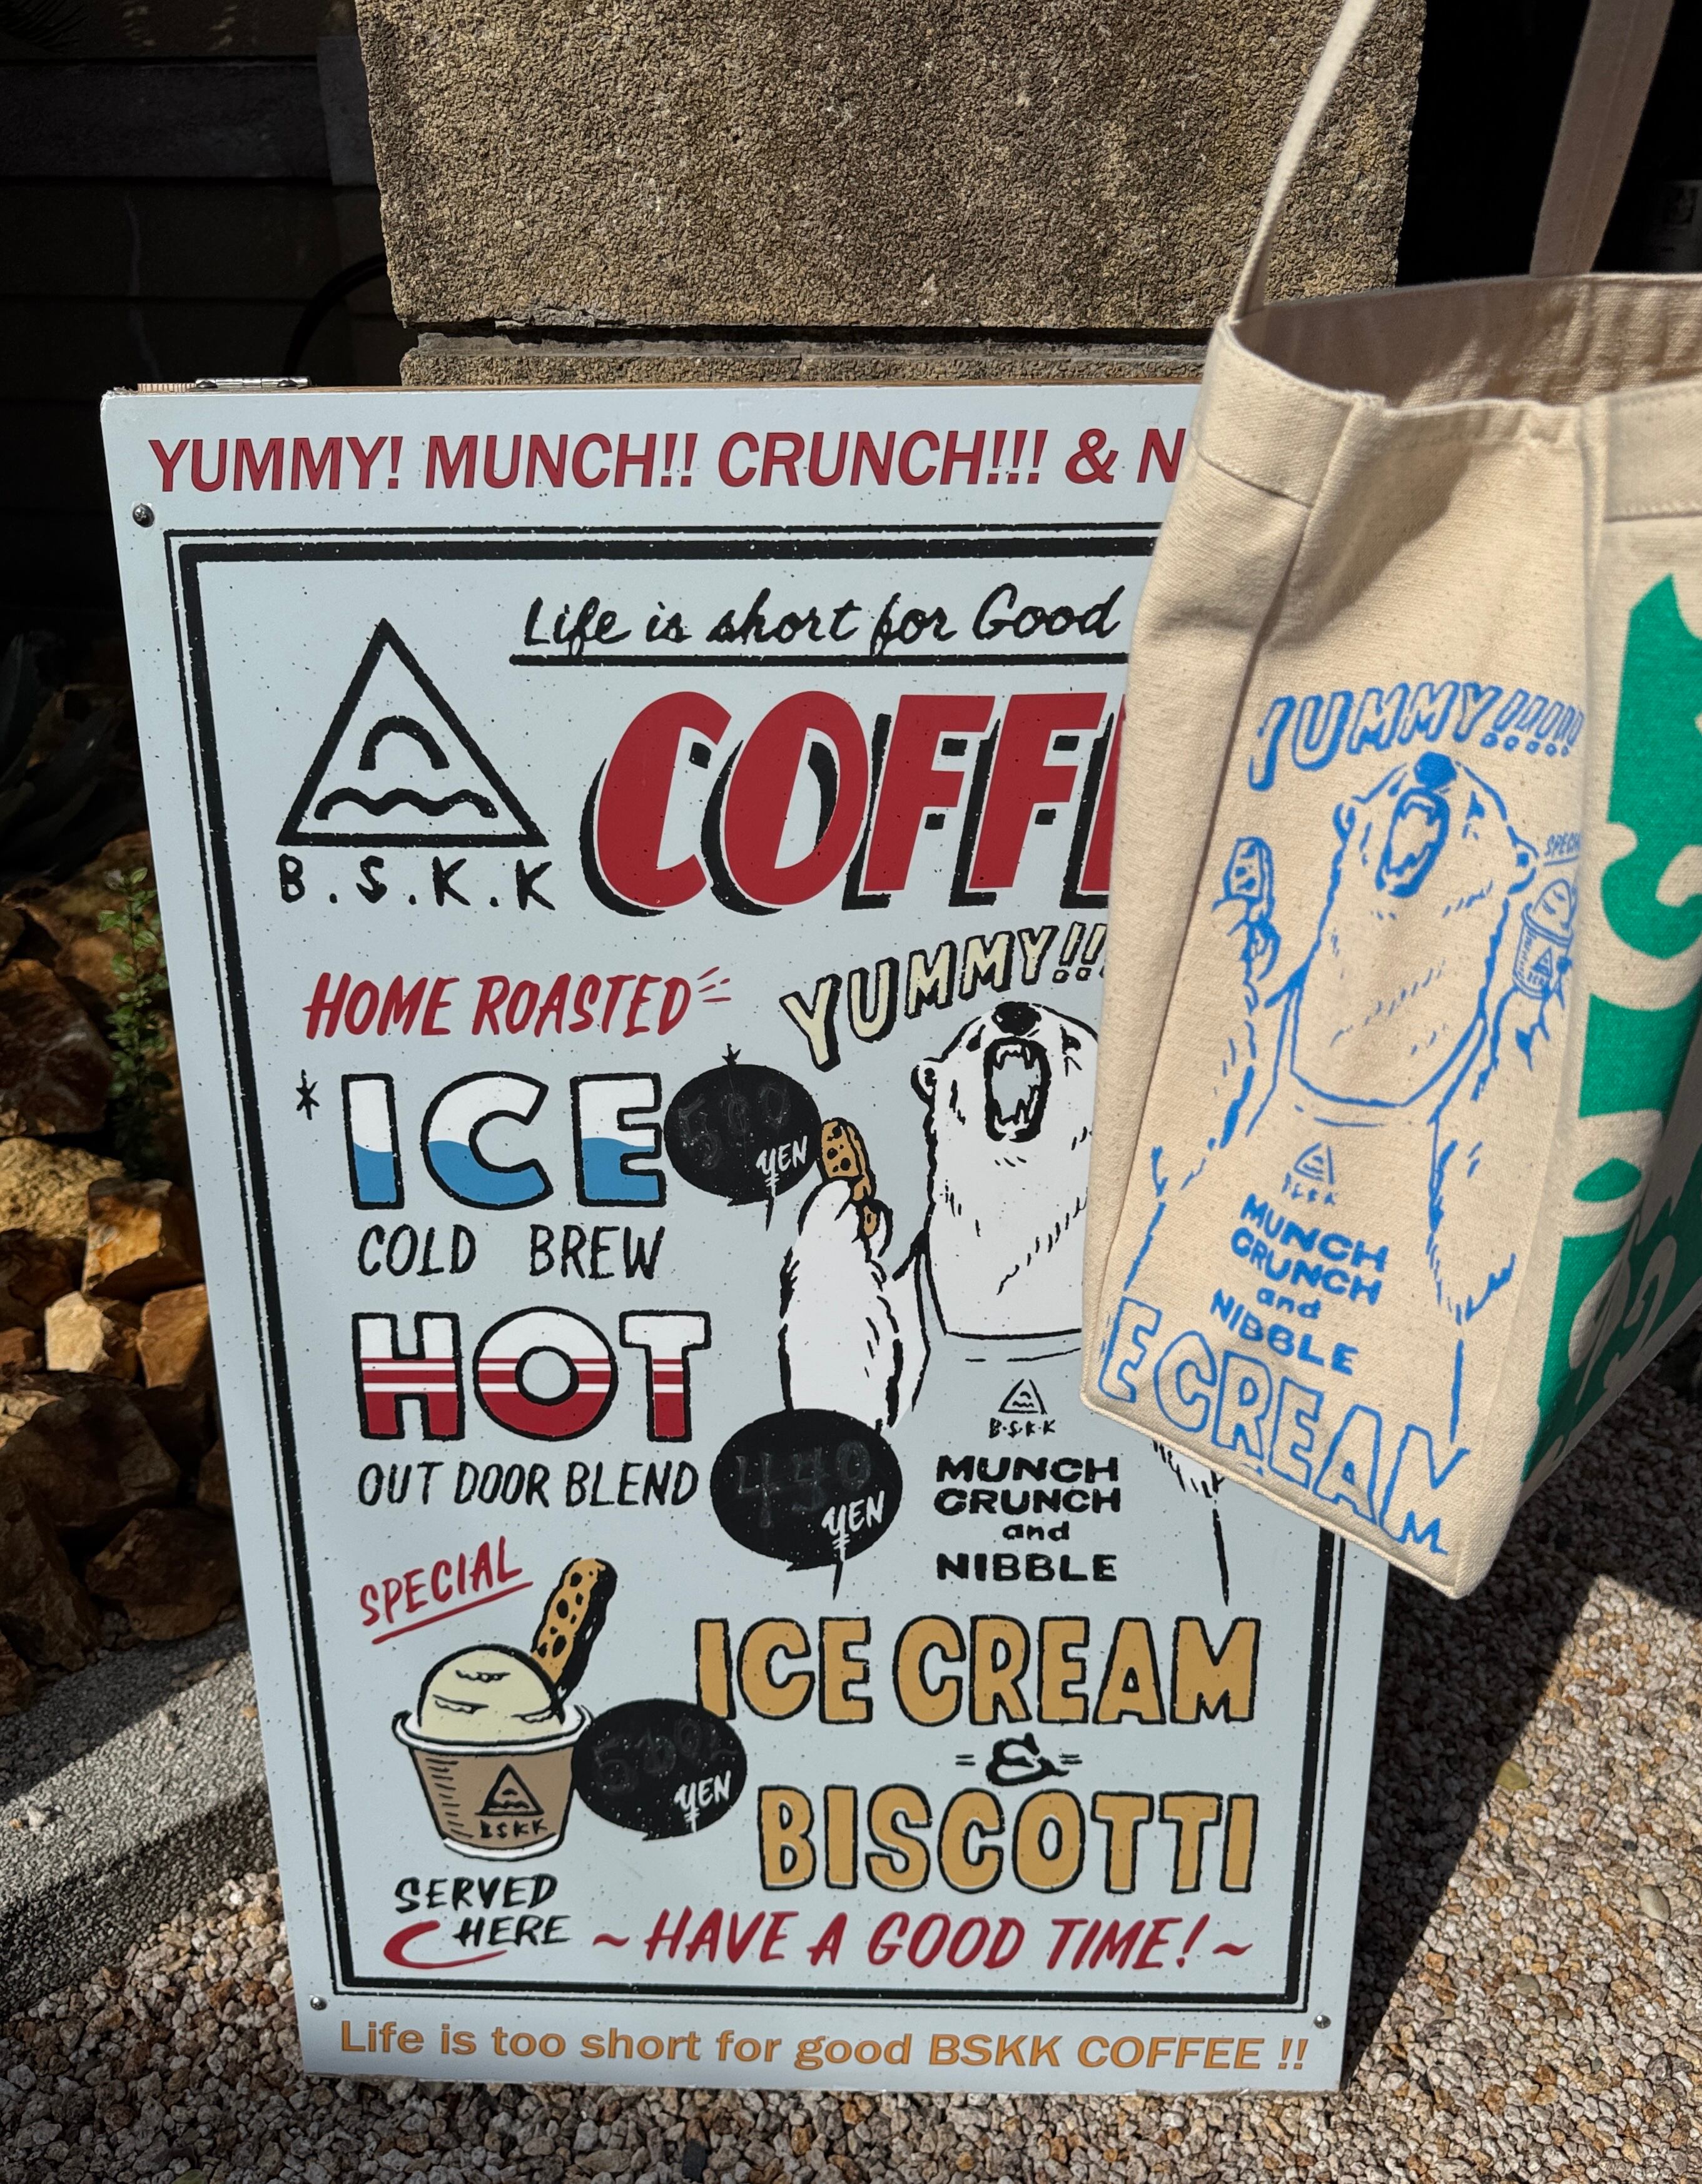 YUMMY! MUNCH!! CRUNCH!!! & N
Life is short for Good
B.S.K.K
COFF
HOME ROASTED
YUMMY!!
ICE
YEN
COLD BREW
HOT
OUT DOOR BLEND
YEN
B.S.K.K
MUNCH
CRUNCH
and
NIBBLE
SPECIAL
ICE CREAM
&
BISCOTTI
YEN
BSKK
SERVED
HERE
~HAVE A GOOD TIME!~
Life is too short for good BSKK COFFEE !!
YUMMY!!!!!
SPECI
BSKK
MUNCH
CRUNCH
and
NIBBLE
E CREAM